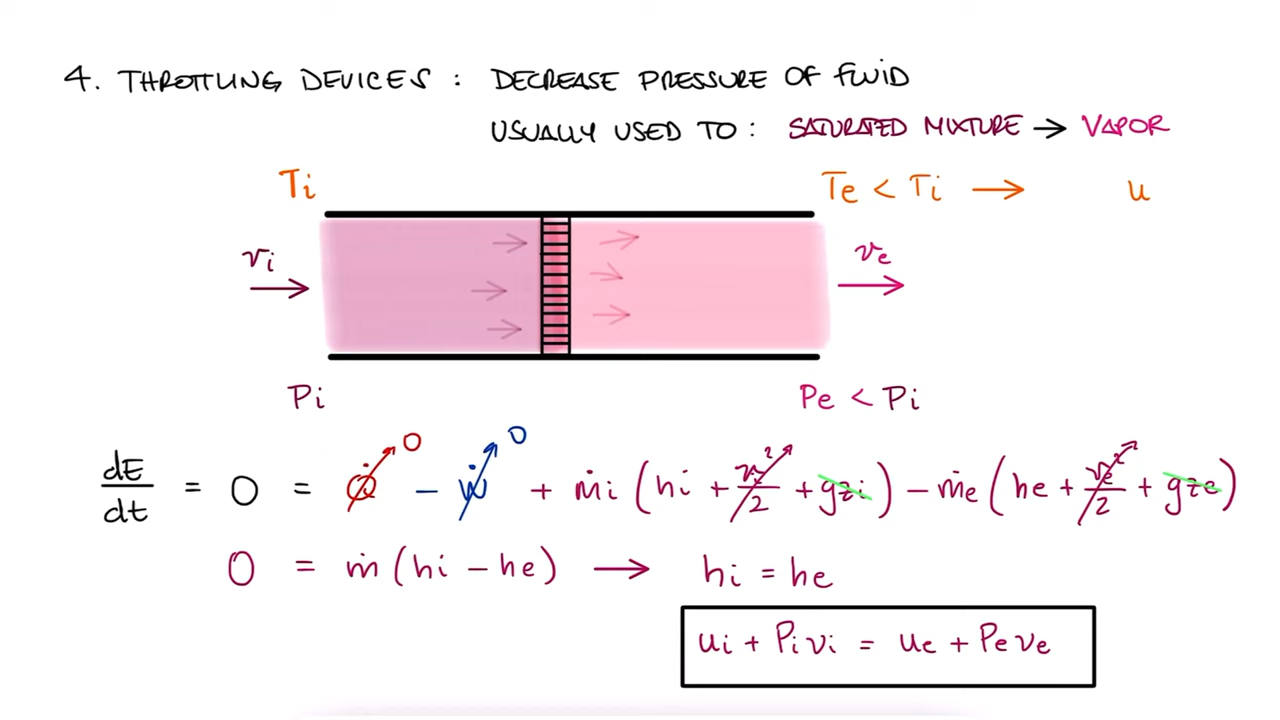 4. THROTTLING DEVICES : DECREASE PRESSURE OF FLUID
USUALLY USED TO : SATURATED MIXTURE → VAPOR
Ti Te < Ti → u
vi ve
Pi Pe < Pi
dE/dt = 0 = Q̇ 0 − Ẇ 0 + ṁi (hi + vi²/2 + gzi) − ṁe (he + ve²/2 + gze)
0 = ṁ (hi − he) → hi = he
ui + Pivi = ue + Peve